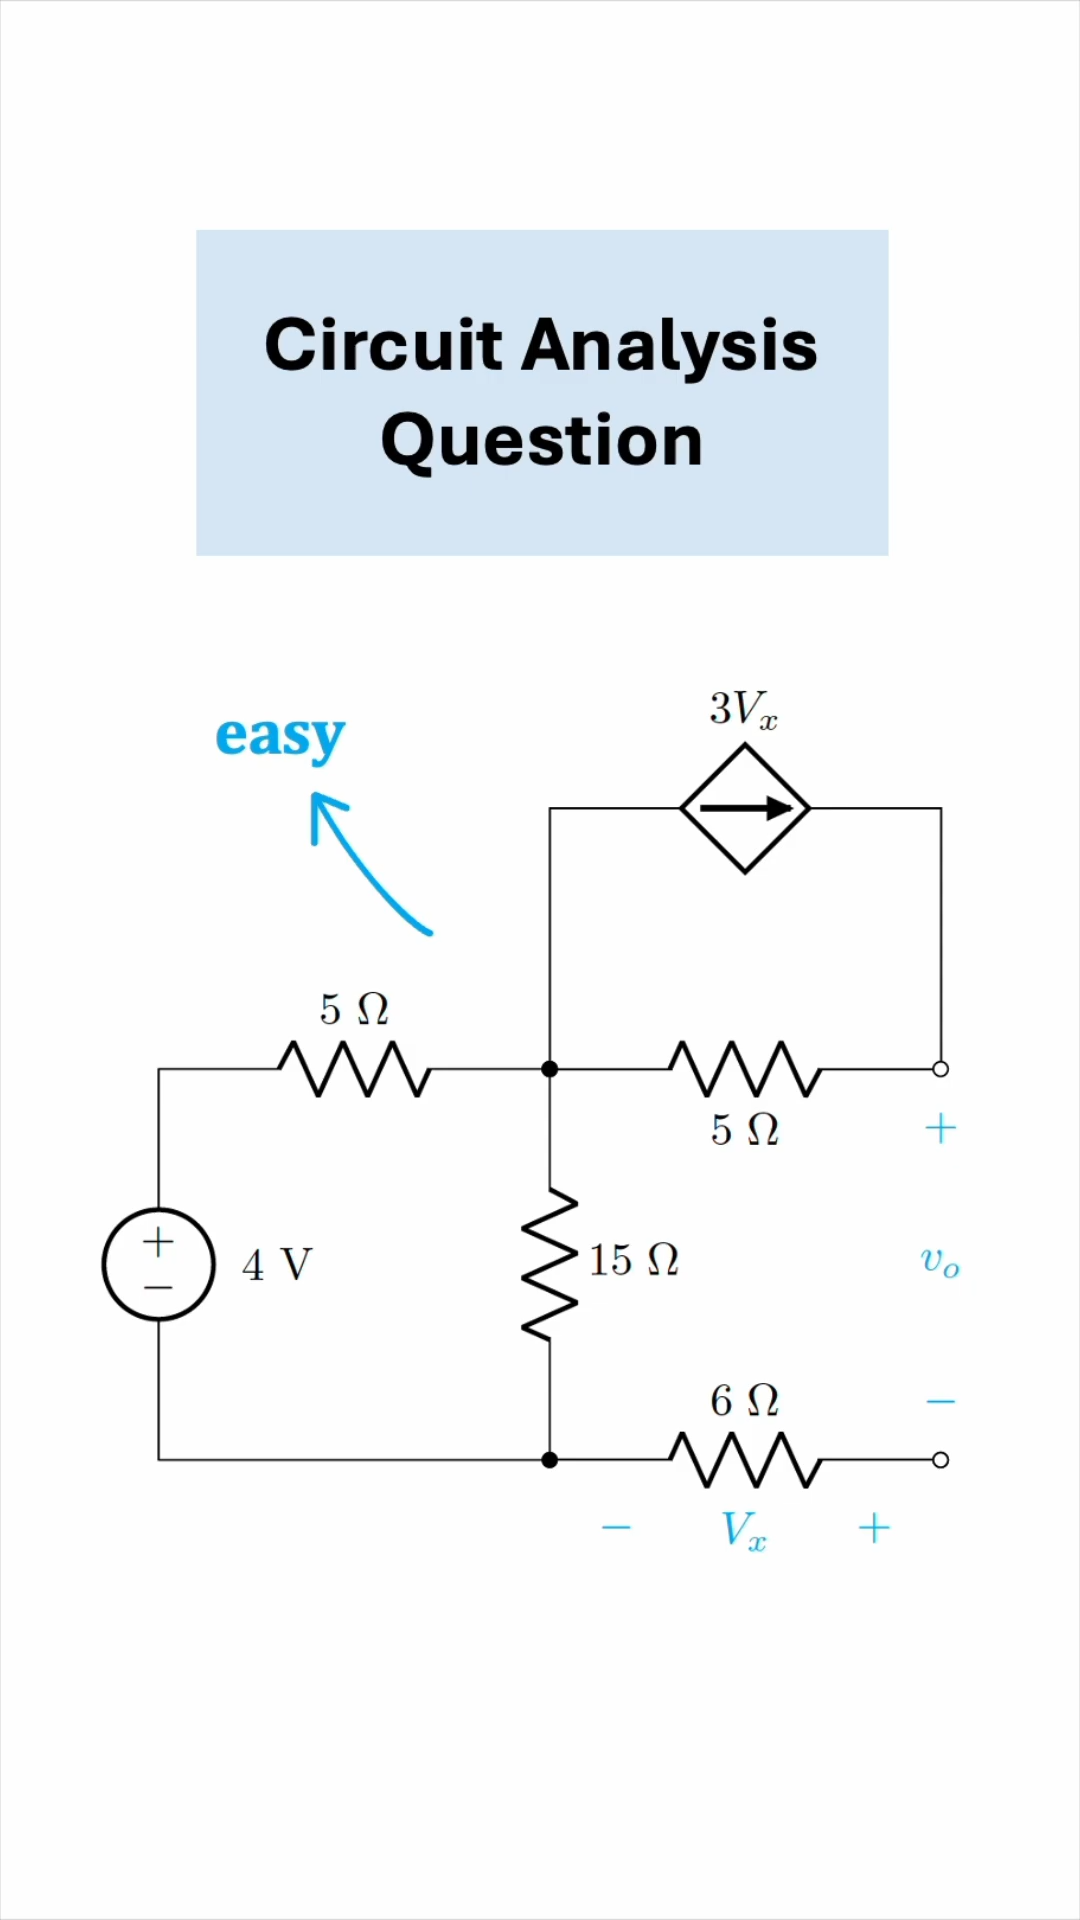 Circuit Analysis
Question
3Vₓ
easy
5 Ω
5 Ω
+
+
−
4 V
15 Ω
vₒ
6 Ω
−
− Vₓ +